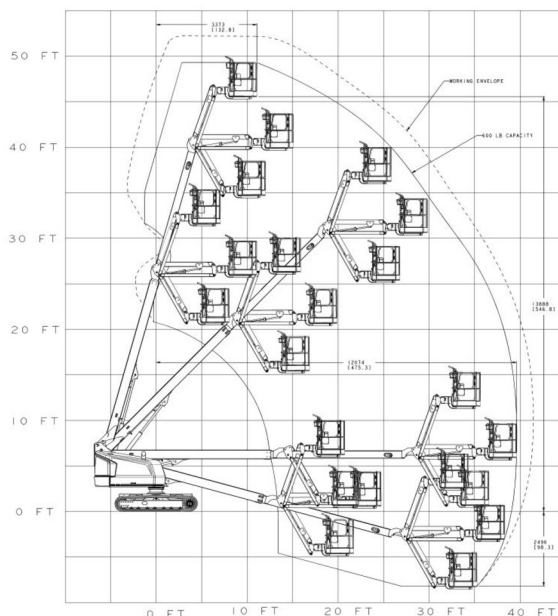 3373
[132.8]
50 FT
WORKING ENVELOPE
600 LB CAPACITY
40 FT
30 FT
13888
[546.8]
20 FT
12074
[475.3]
10 FT
0 FT
2496
[98.3]
0 FT
10 FT
20 FT
30 FT
40 FT